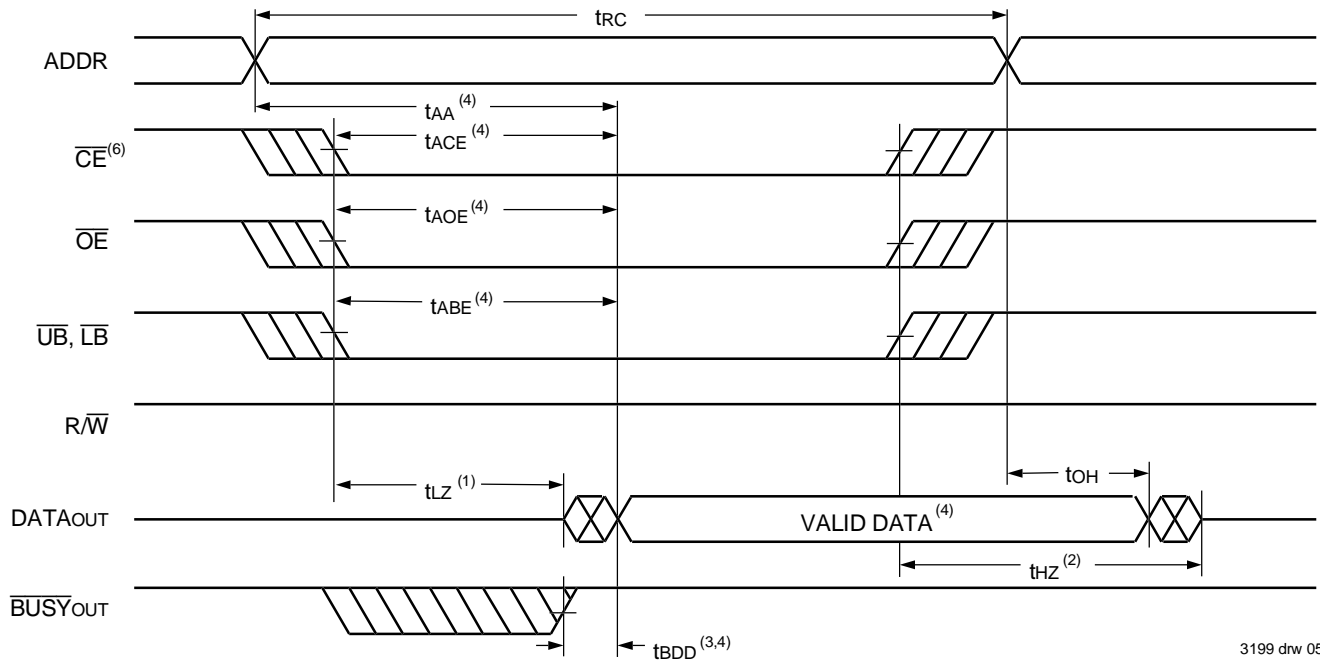 tRC
ADDR
tAA (4)
tACE (4)
CE (6)
tAOE (4)
OE
tABE (4)
UB, LB
R/W
tLZ (1)
tOH
DATAOUT
VALID DATA (4)
tHZ (2)
BUSYOUT
tBDD (3,4)
3199 drw 05